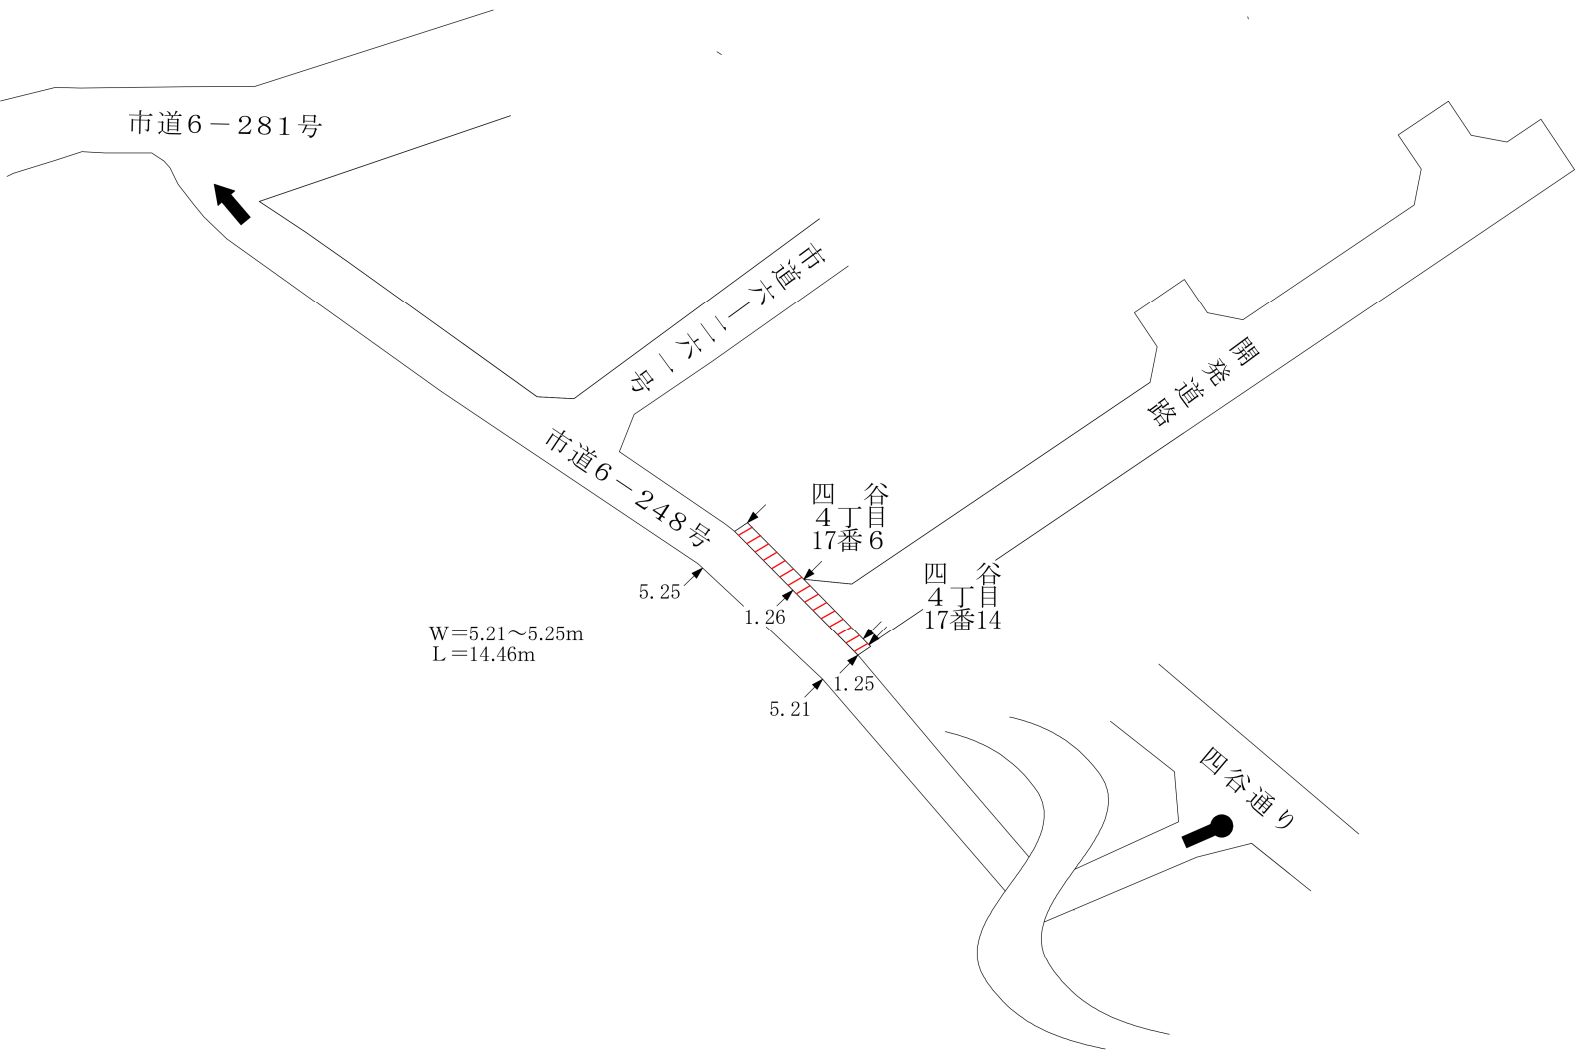 市道6－281号
市道六―二六一号
開発道路
市道6－248号
四　谷
4丁目
17番6
四　谷
4丁目
17番14
5.25
1.26
W＝5.21～5.25m
L＝14.46m
1.25
5.21
四谷通り